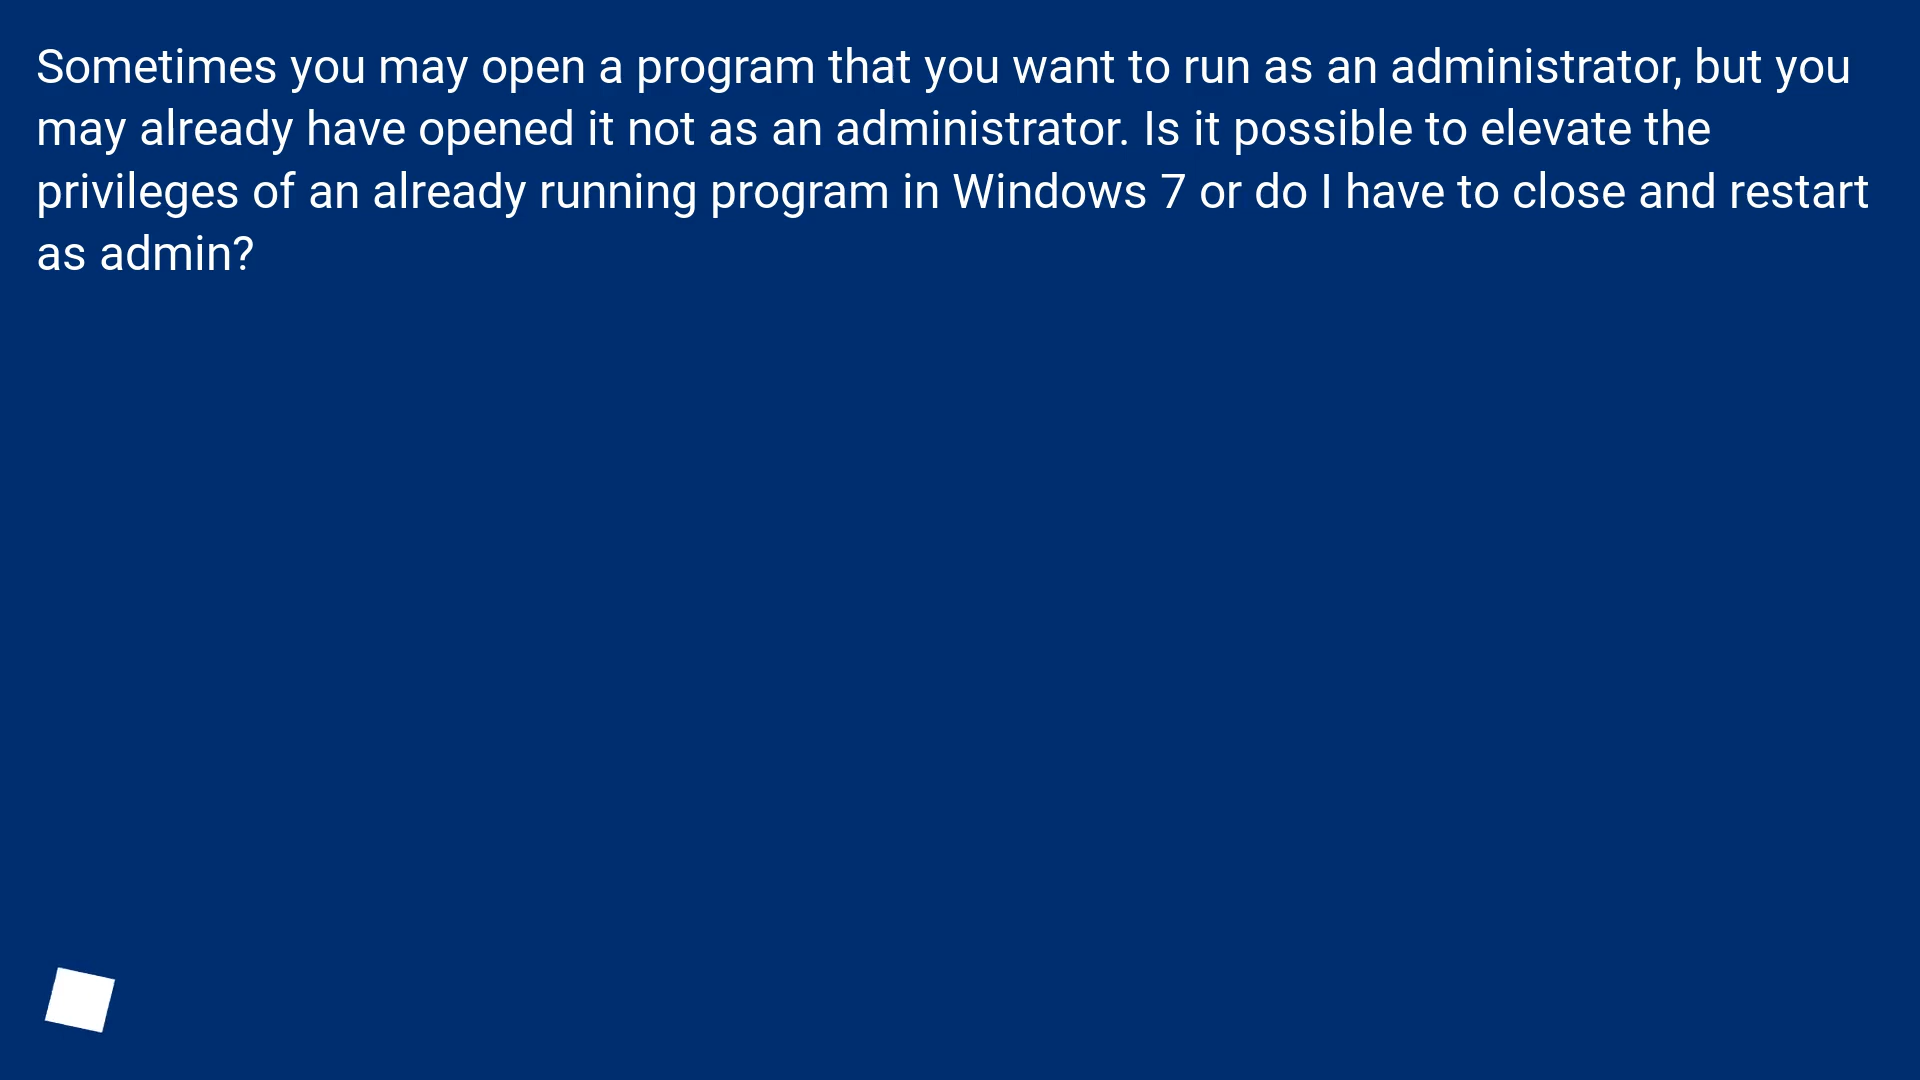 Sometimes you may open a program that you want to run as an administrator, but you
may already have opened it not as an administrator. Is it possible to elevate the
privileges of an already running program in Windows 7 or do I have to close and restart
as admin?